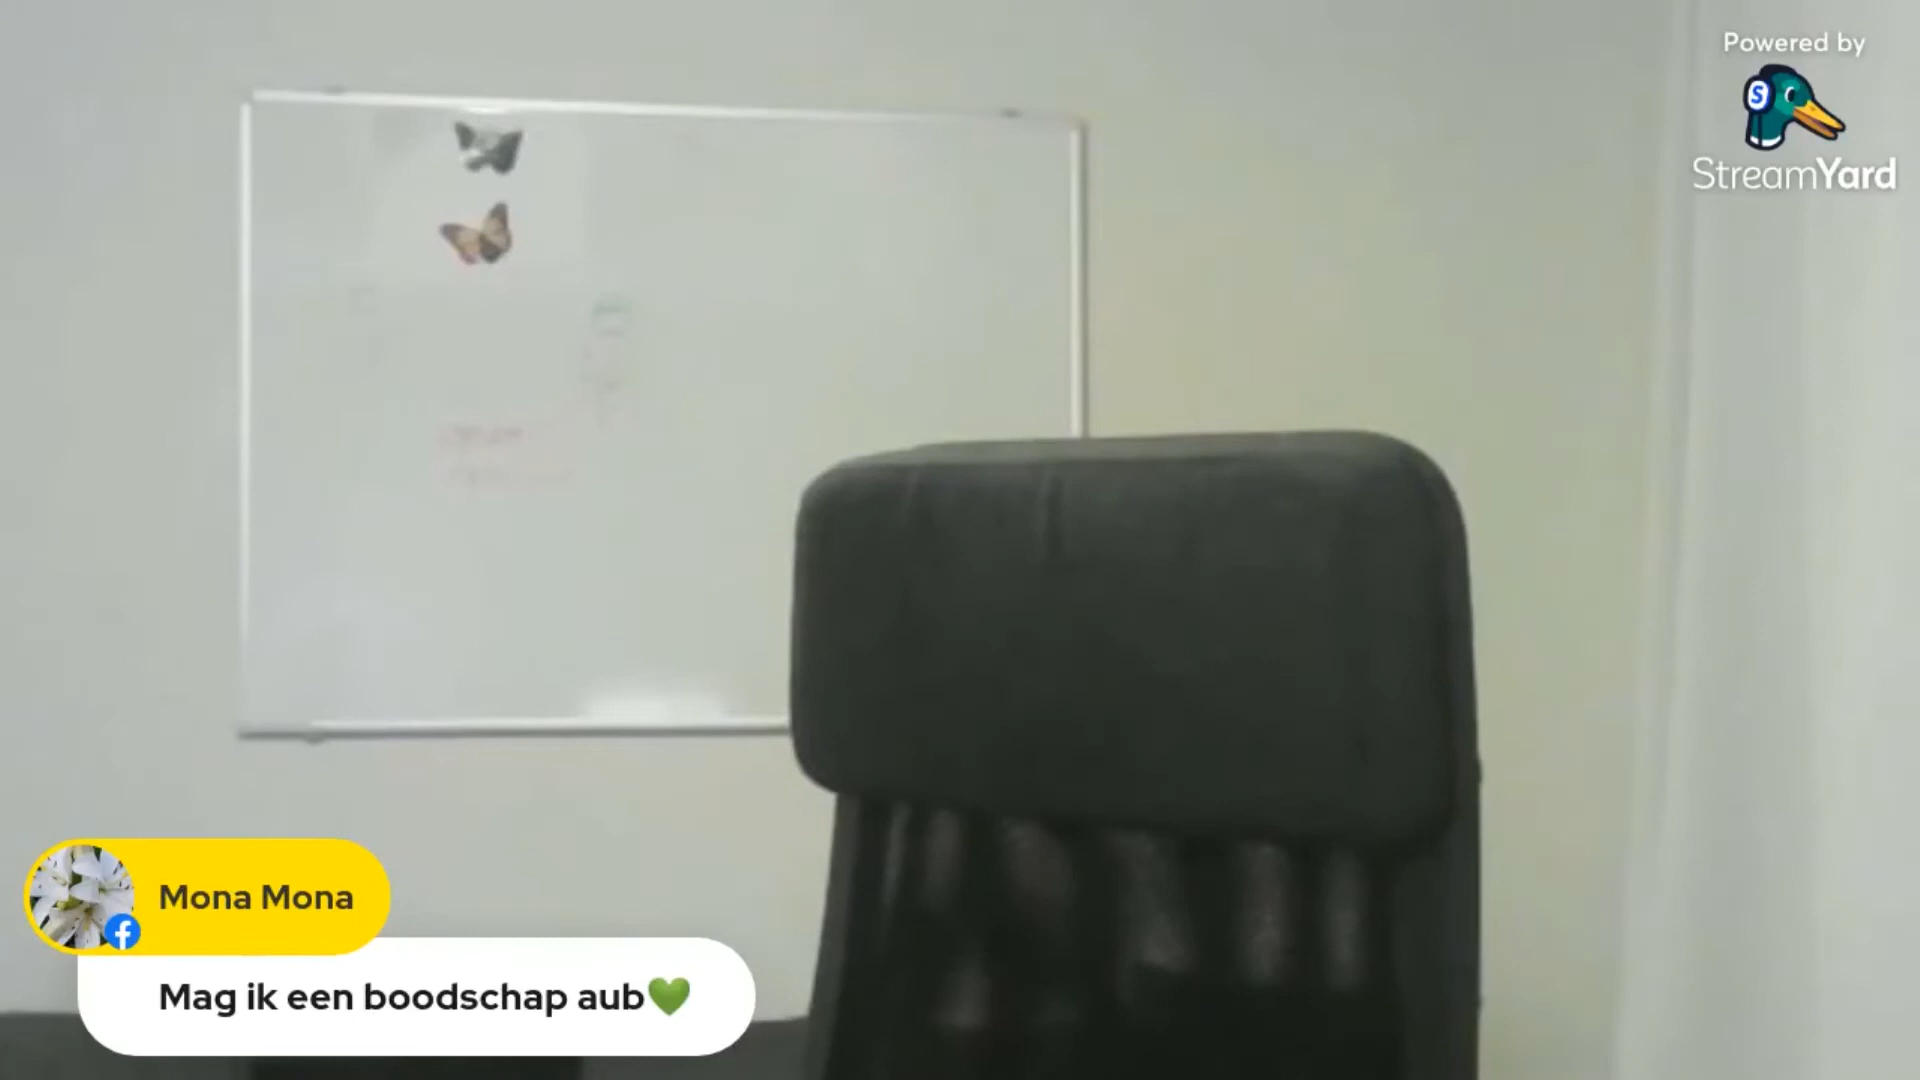 Powered by
S
StreamYard
Mona Mona
Mag ik een boodschap aub💚